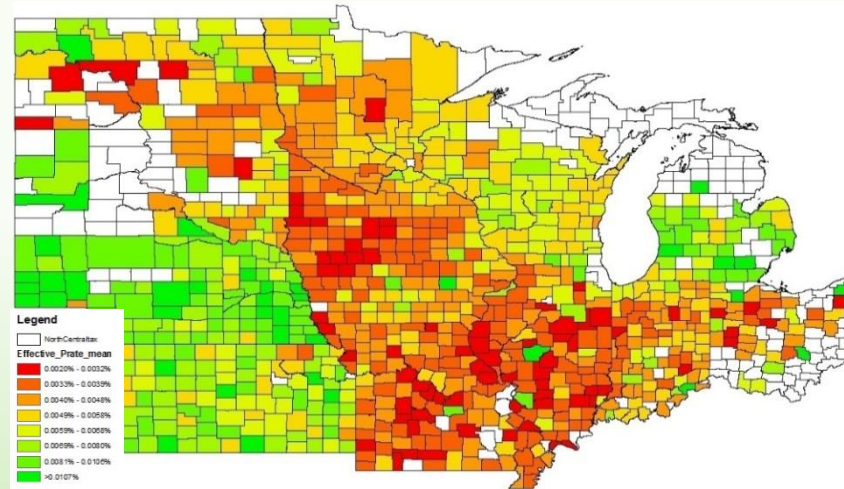 Legend
NorthCentraltax
Effective_Prate_mean
0.0020% - 0.0032%
0.0033% - 0.0039%
0.0040% - 0.0048%
0.0049% - 0.0058%
0.0059% - 0.0068%
0.0069% - 0.0080%
0.0081% - 0.0106%
>0.0107%